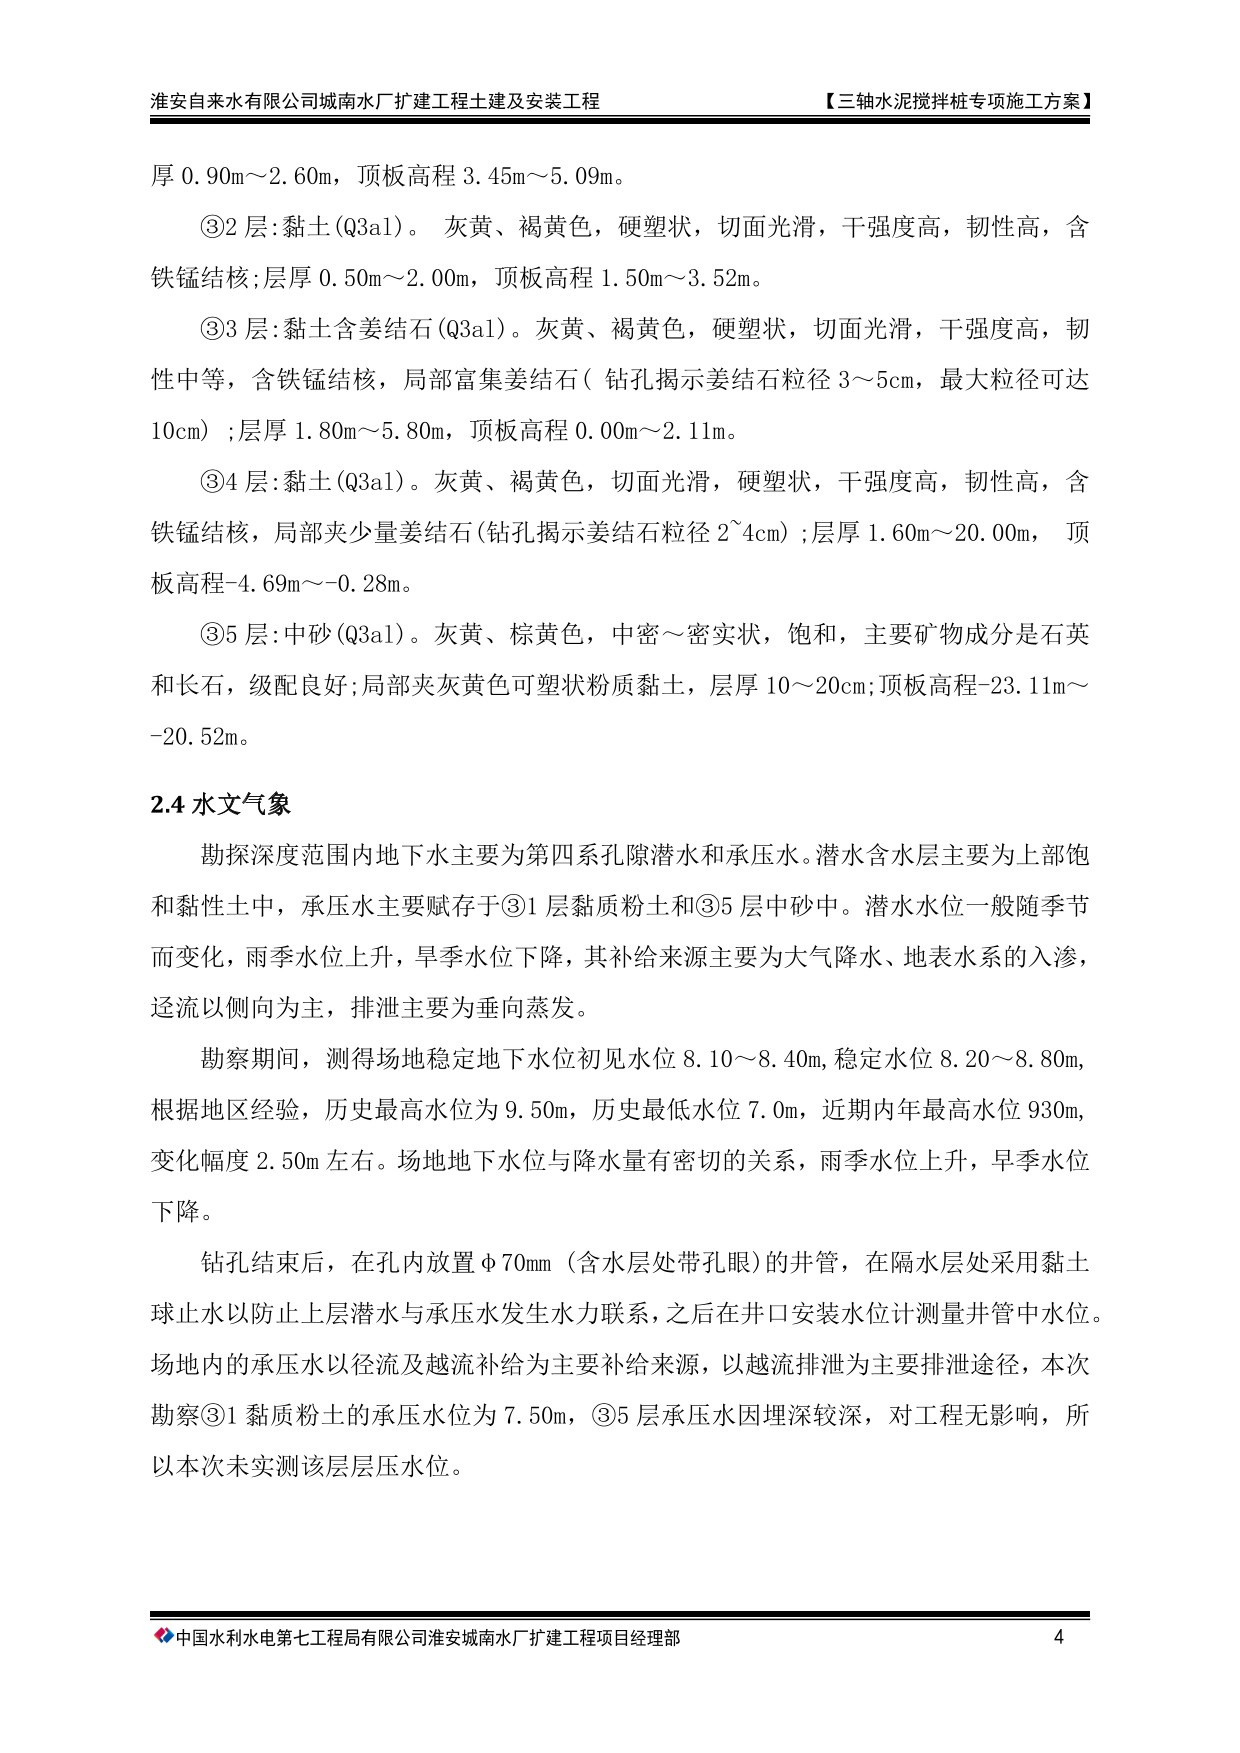 淮安自来水有限公司城南水厂扩建工程土建及安装工程 【三轴水泥搅拌桩专项施工方案】
厚 0.90m～2.60m，顶板高程 3.45m～5.09m。
③2 层:黏土(Q3al)。 灰黄、褐黄色，硬塑状，切面光滑，干强度高，韧性高，含
铁锰结核;层厚 0.50m～2.00m，顶板高程 1.50m～3.52m。
③3 层:黏土含姜结石(Q3al)。灰黄、褐黄色，硬塑状，切面光滑，干强度高，韧
性中等，含铁锰结核，局部富集姜结石( 钻孔揭示姜结石粒径 3～5cm，最大粒径可达
10cm) ;层厚 1.80m～5.80m，顶板高程 0.00m～2.11m。
③4 层:黏土(Q3al)。灰黄、褐黄色，切面光滑，硬塑状，干强度高，韧性高，含
铁锰结核，局部夹少量姜结石(钻孔揭示姜结石粒径 2~4cm) ;层厚 1.60m～20.00m， 顶
板高程-4.69m～-0.28m。
③5 层:中砂(Q3al)。灰黄、棕黄色，中密～密实状，饱和，主要矿物成分是石英
和长石，级配良好;局部夹灰黄色可塑状粉质黏土，层厚 10～20cm;顶板高程-23.11m～
-20.52m。
2.4 水文气象
勘探深度范围内地下水主要为第四系孔隙潜水和承压水。潜水含水层主要为上部饱
和黏性土中，承压水主要赋存于③1 层黏质粉土和③5 层中砂中。潜水水位一般随季节
而变化，雨季水位上升，旱季水位下降，其补给来源主要为大气降水、地表水系的入渗，
迳流以侧向为主，排泄主要为垂向蒸发。
勘察期间，测得场地稳定地下水位初见水位 8.10～8.40m,稳定水位 8.20～8.80m,
根据地区经验，历史最高水位为 9.50m，历史最低水位 7.0m，近期内年最高水位 930m,
变化幅度 2.50m 左右。场地地下水位与降水量有密切的关系，雨季水位上升，早季水位
下降。
钻孔结束后，在孔内放置φ70mm (含水层处带孔眼)的井管，在隔水层处采用黏土
球止水以防止上层潜水与承压水发生水力联系，之后在井口安装水位计测量井管中水位。
场地内的承压水以径流及越流补给为主要补给来源，以越流排泄为主要排泄途径，本次
勘察③1 黏质粉土的承压水位为 7.50m，③5 层承压水因埋深较深，对工程无影响，所
以本次未实测该层层压水位。
中国水利水电第七工程局有限公司淮安城南水厂扩建工程项目经理部 4